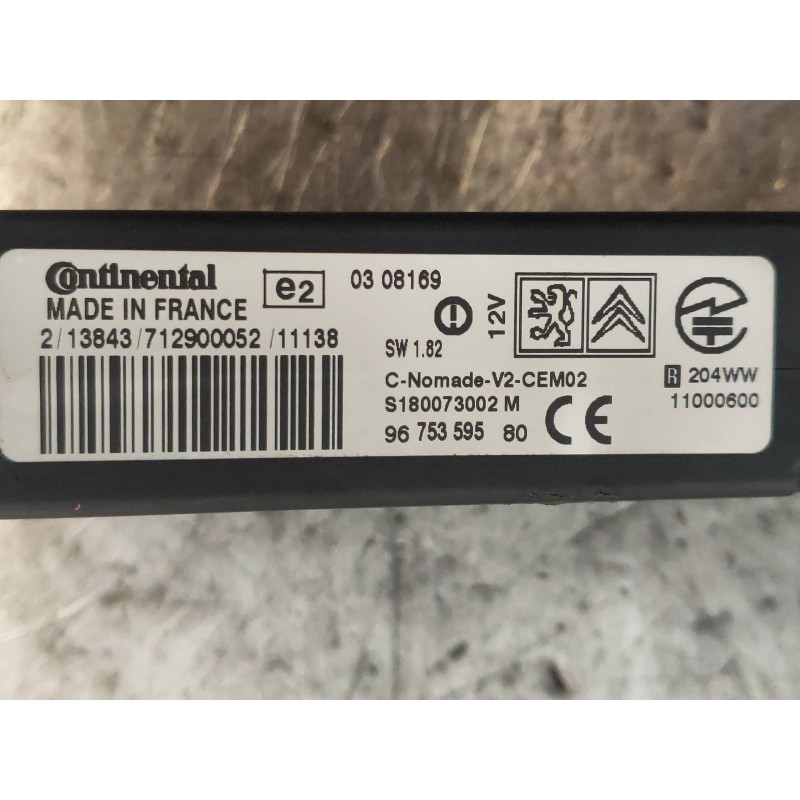 Continental
MADE IN FRANCE
e2
03 08169
2/13843/712900052/11138
SW 1.82
12V
C-Nomade-V2-CEM02
S180073002 M
96 753 595 80
CE
R 204WW
11000600